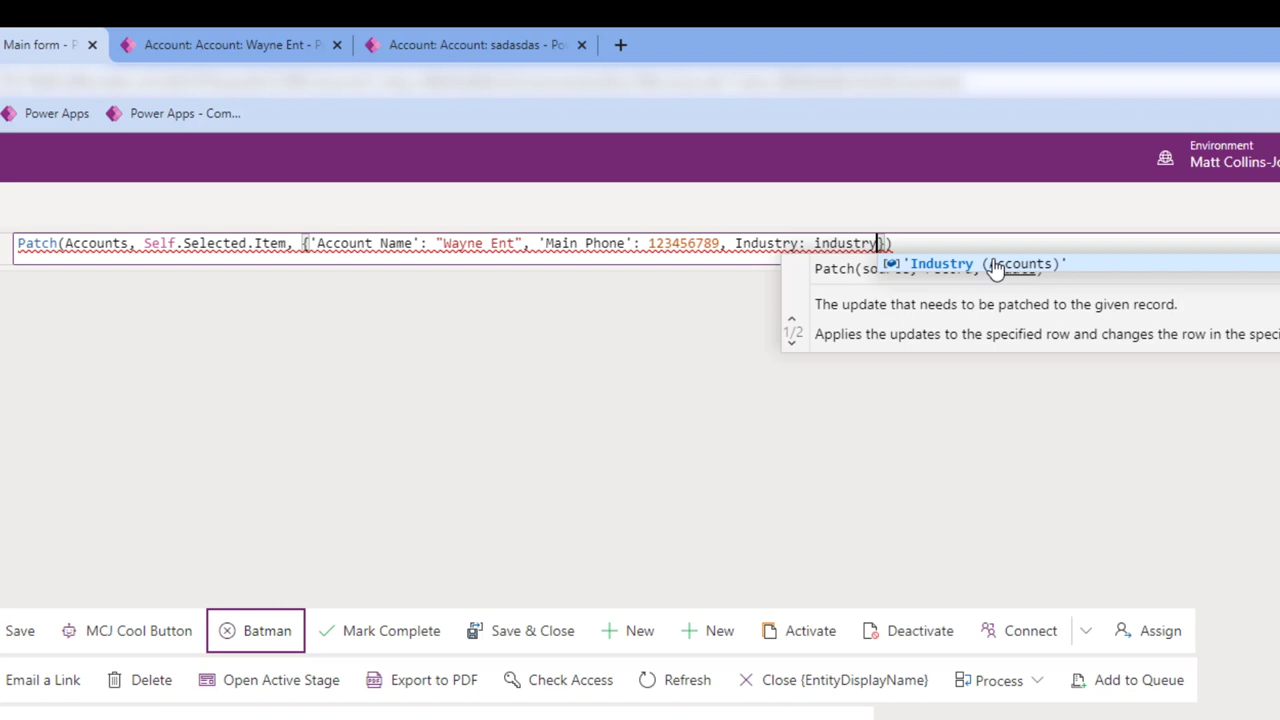 Main form - P
Account: Account: Wayne Ent - P
Account: Account: sadasdas - Po
Power Apps
Power Apps - Com...
Environment
Matt Collins-Jo
Patch(Accounts, Self.Selected.Item, {'Account Name': "Wayne Ent", 'Main Phone': 123456789, Industry: industry})
'Industry (Accounts)'
The update that needs to be patched to the given record.
1/2
Applies the updates to the specified row and changes the row in the speci
Save
MCJ Cool Button
Batman
Mark Complete
Save & Close
New
New
Activate
Deactivate
Connect
Assign
Email a Link
Delete
Open Active Stage
Export to PDF
Check Access
Refresh
Close {EntityDisplayName}
Process
Add to Queue